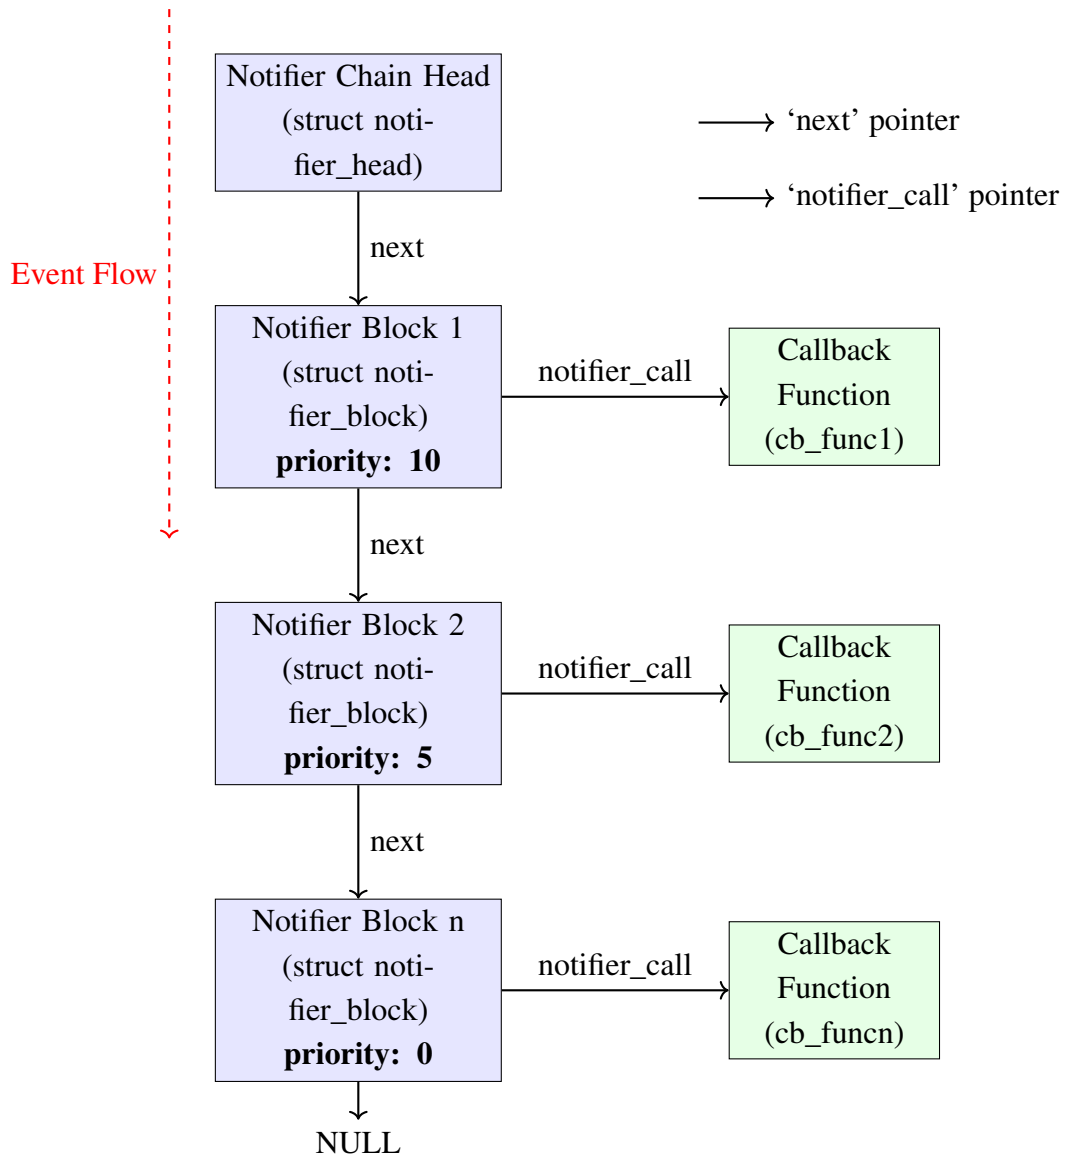 Notifier Chain Head
(struct noti-
fier_head)
‘next’ pointer
‘notifier_call’ pointer
next
Event Flow
Notifier Block 1
(struct noti-
fier_block)
priority: 10
notifier_call
Callback
Function
(cb_func1)
next
Notifier Block 2
(struct noti-
fier_block)
priority: 5
notifier_call
Callback
Function
(cb_func2)
next
Notifier Block n
(struct noti-
fier_block)
priority: 0
notifier_call
Callback
Function
(cb_funcn)
NULL